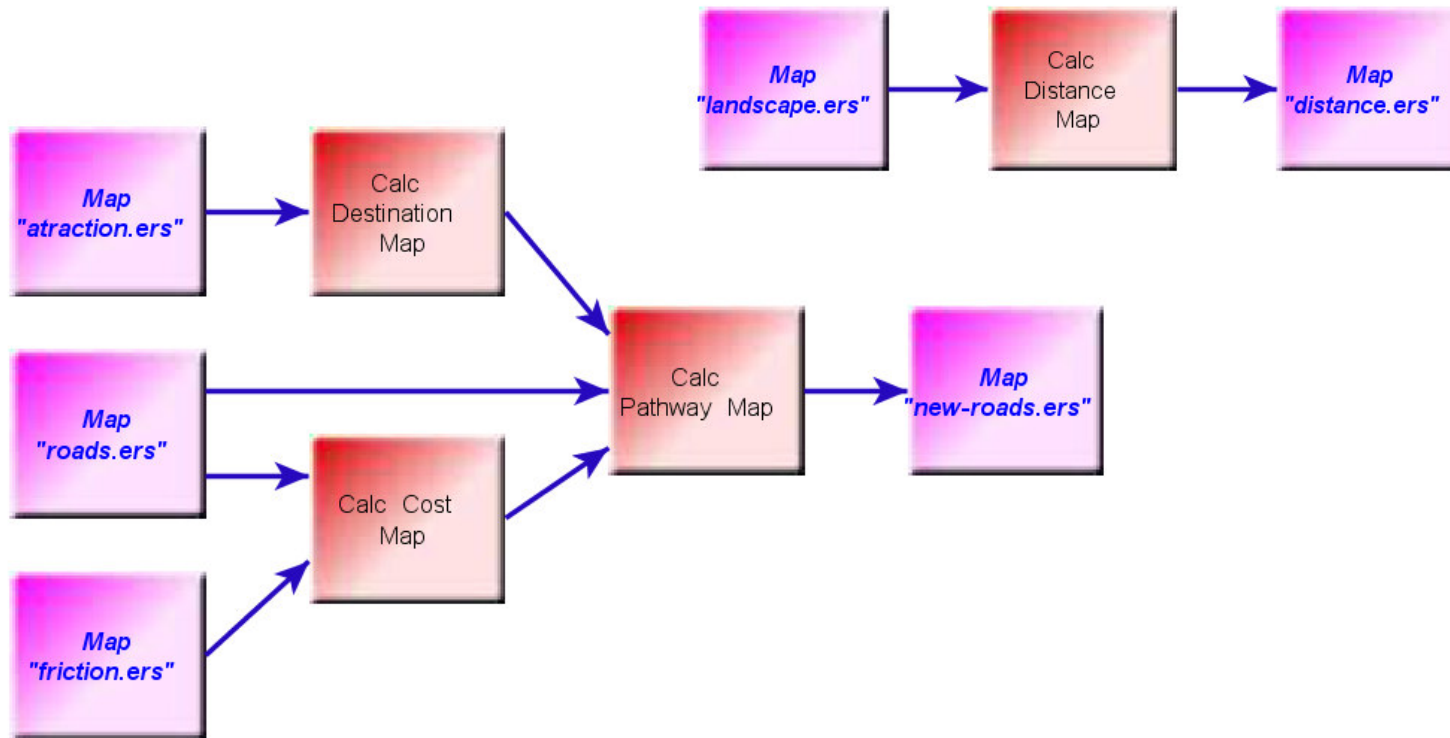 Map
"landscape.ers"
Calc
Distance
Map
Map
"distance.ers"
Map
"atraction.ers"
Calc
Destination
Map
Map
"roads.ers"
Calc
Pathway Map
Map
"new-roads.ers"
Calc Cost
Map
Map
"friction.ers"